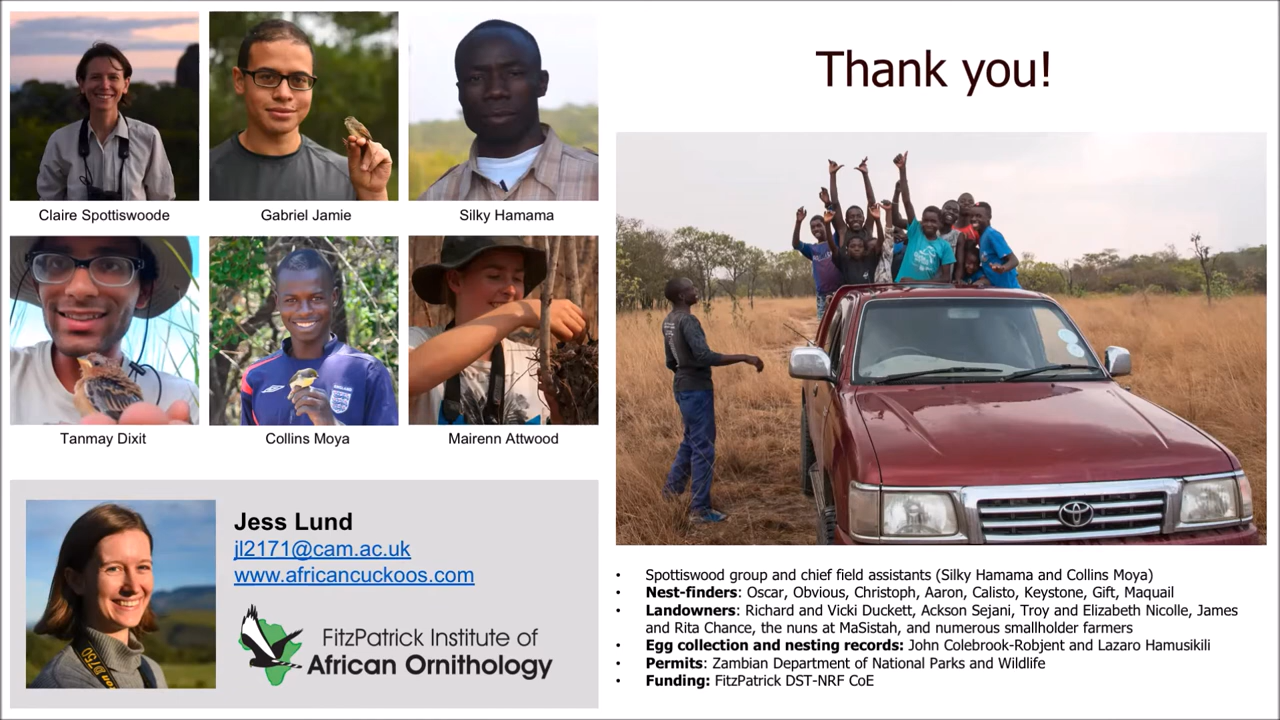 Claire Spottiswoode
Gabriel Jamie
Silky Hamama
Tanmay Dixit
Collins Moya
Mairenn Attwood
ENGLAND
Jess Lund
jl2171@cam.ac.uk
www.africancuckoos.com
D750
FitzPatrick Institute of
African Ornithology
Thank you!
TOYOTA
• Spottiswood group and chief field assistants (Silky Hamama and Collins Moya)
• Nest-finders: Oscar, Obvious, Christoph, Aaron, Calisto, Keystone, Gift, Maquail
• Landowners: Richard and Vicki Duckett, Ackson Sejani, Troy and Elizabeth Nicolle, James
and Rita Chance, the nuns at MaSistah, and numerous smallholder farmers
• Egg collection and nesting records: John Colebrook-Robjent and Lazaro Hamusikili
• Permits: Zambian Department of National Parks and Wildlife
• Funding: FitzPatrick DST-NRF CoE